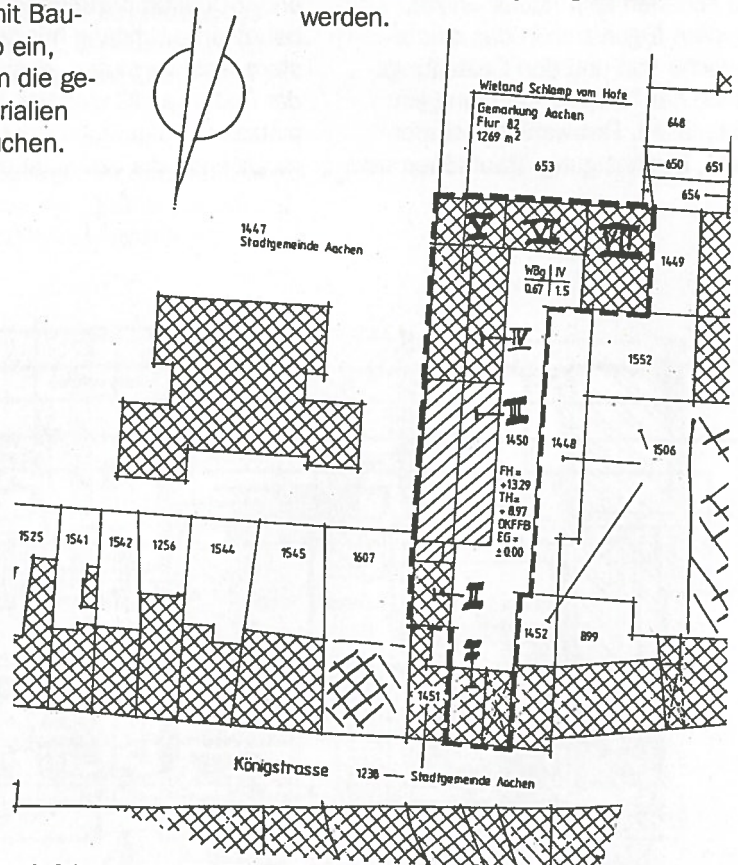 mit Bau-
ein,
die ge-
rialien
uchen.
werden.
Wieland Schlamp vom Hofe
Gemarkung Aachen
Flur 82
1269 m²
653
648
650 651
654
1447
Stadtgemeinde Aachen
V VI VII
1449
WBg IV
0.67 1.5
IV
1552
III
1450 1448 1506
FH=
+13.29
TH=
+8.97
OKFFB
EG=
±0.00
1525 1541 1542 1256 1544 1545 1607
II
1452 899
I
1451
Königstrasse 1238 Stadtgemeinde Aachen